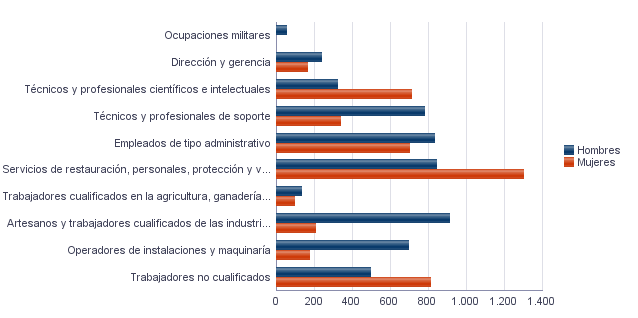 Ocupaciones militares
Dirección y gerencia
Técnicos y profesionales científicos e intelectuales
Técnicos y profesionales de soporte
Empleados de tipo administrativo
Servicios de restauración, personales, protección y v...
Trabajadores cualificados en la agricultura, ganadería...
Artesanos y trabajadores cualificados de las industri...
Operadores de instalaciones y maquinaría
Trabajadores no cualificados
0 200 400 600 800 1.000 1.200 1.400
Hombres
Mujeres